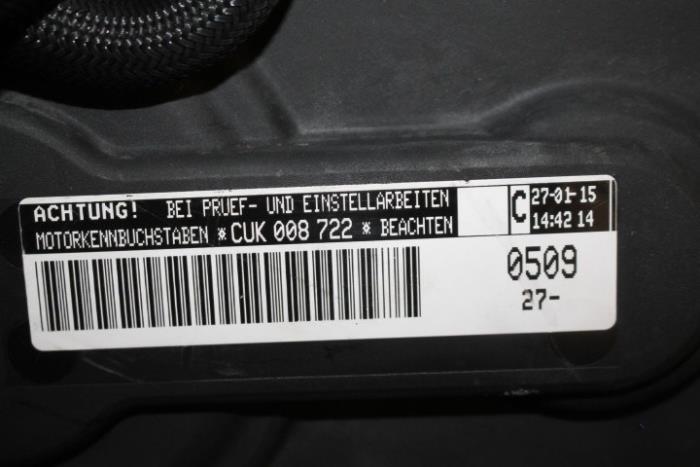 ACHTUNG! BEI PRUEF- UND EINSTELLARBEITEN
MOTORKENNBUCHSTABEN *CUK 008 722 * BEACHTEN
C
27-01-15
14:42 14
0509
27-